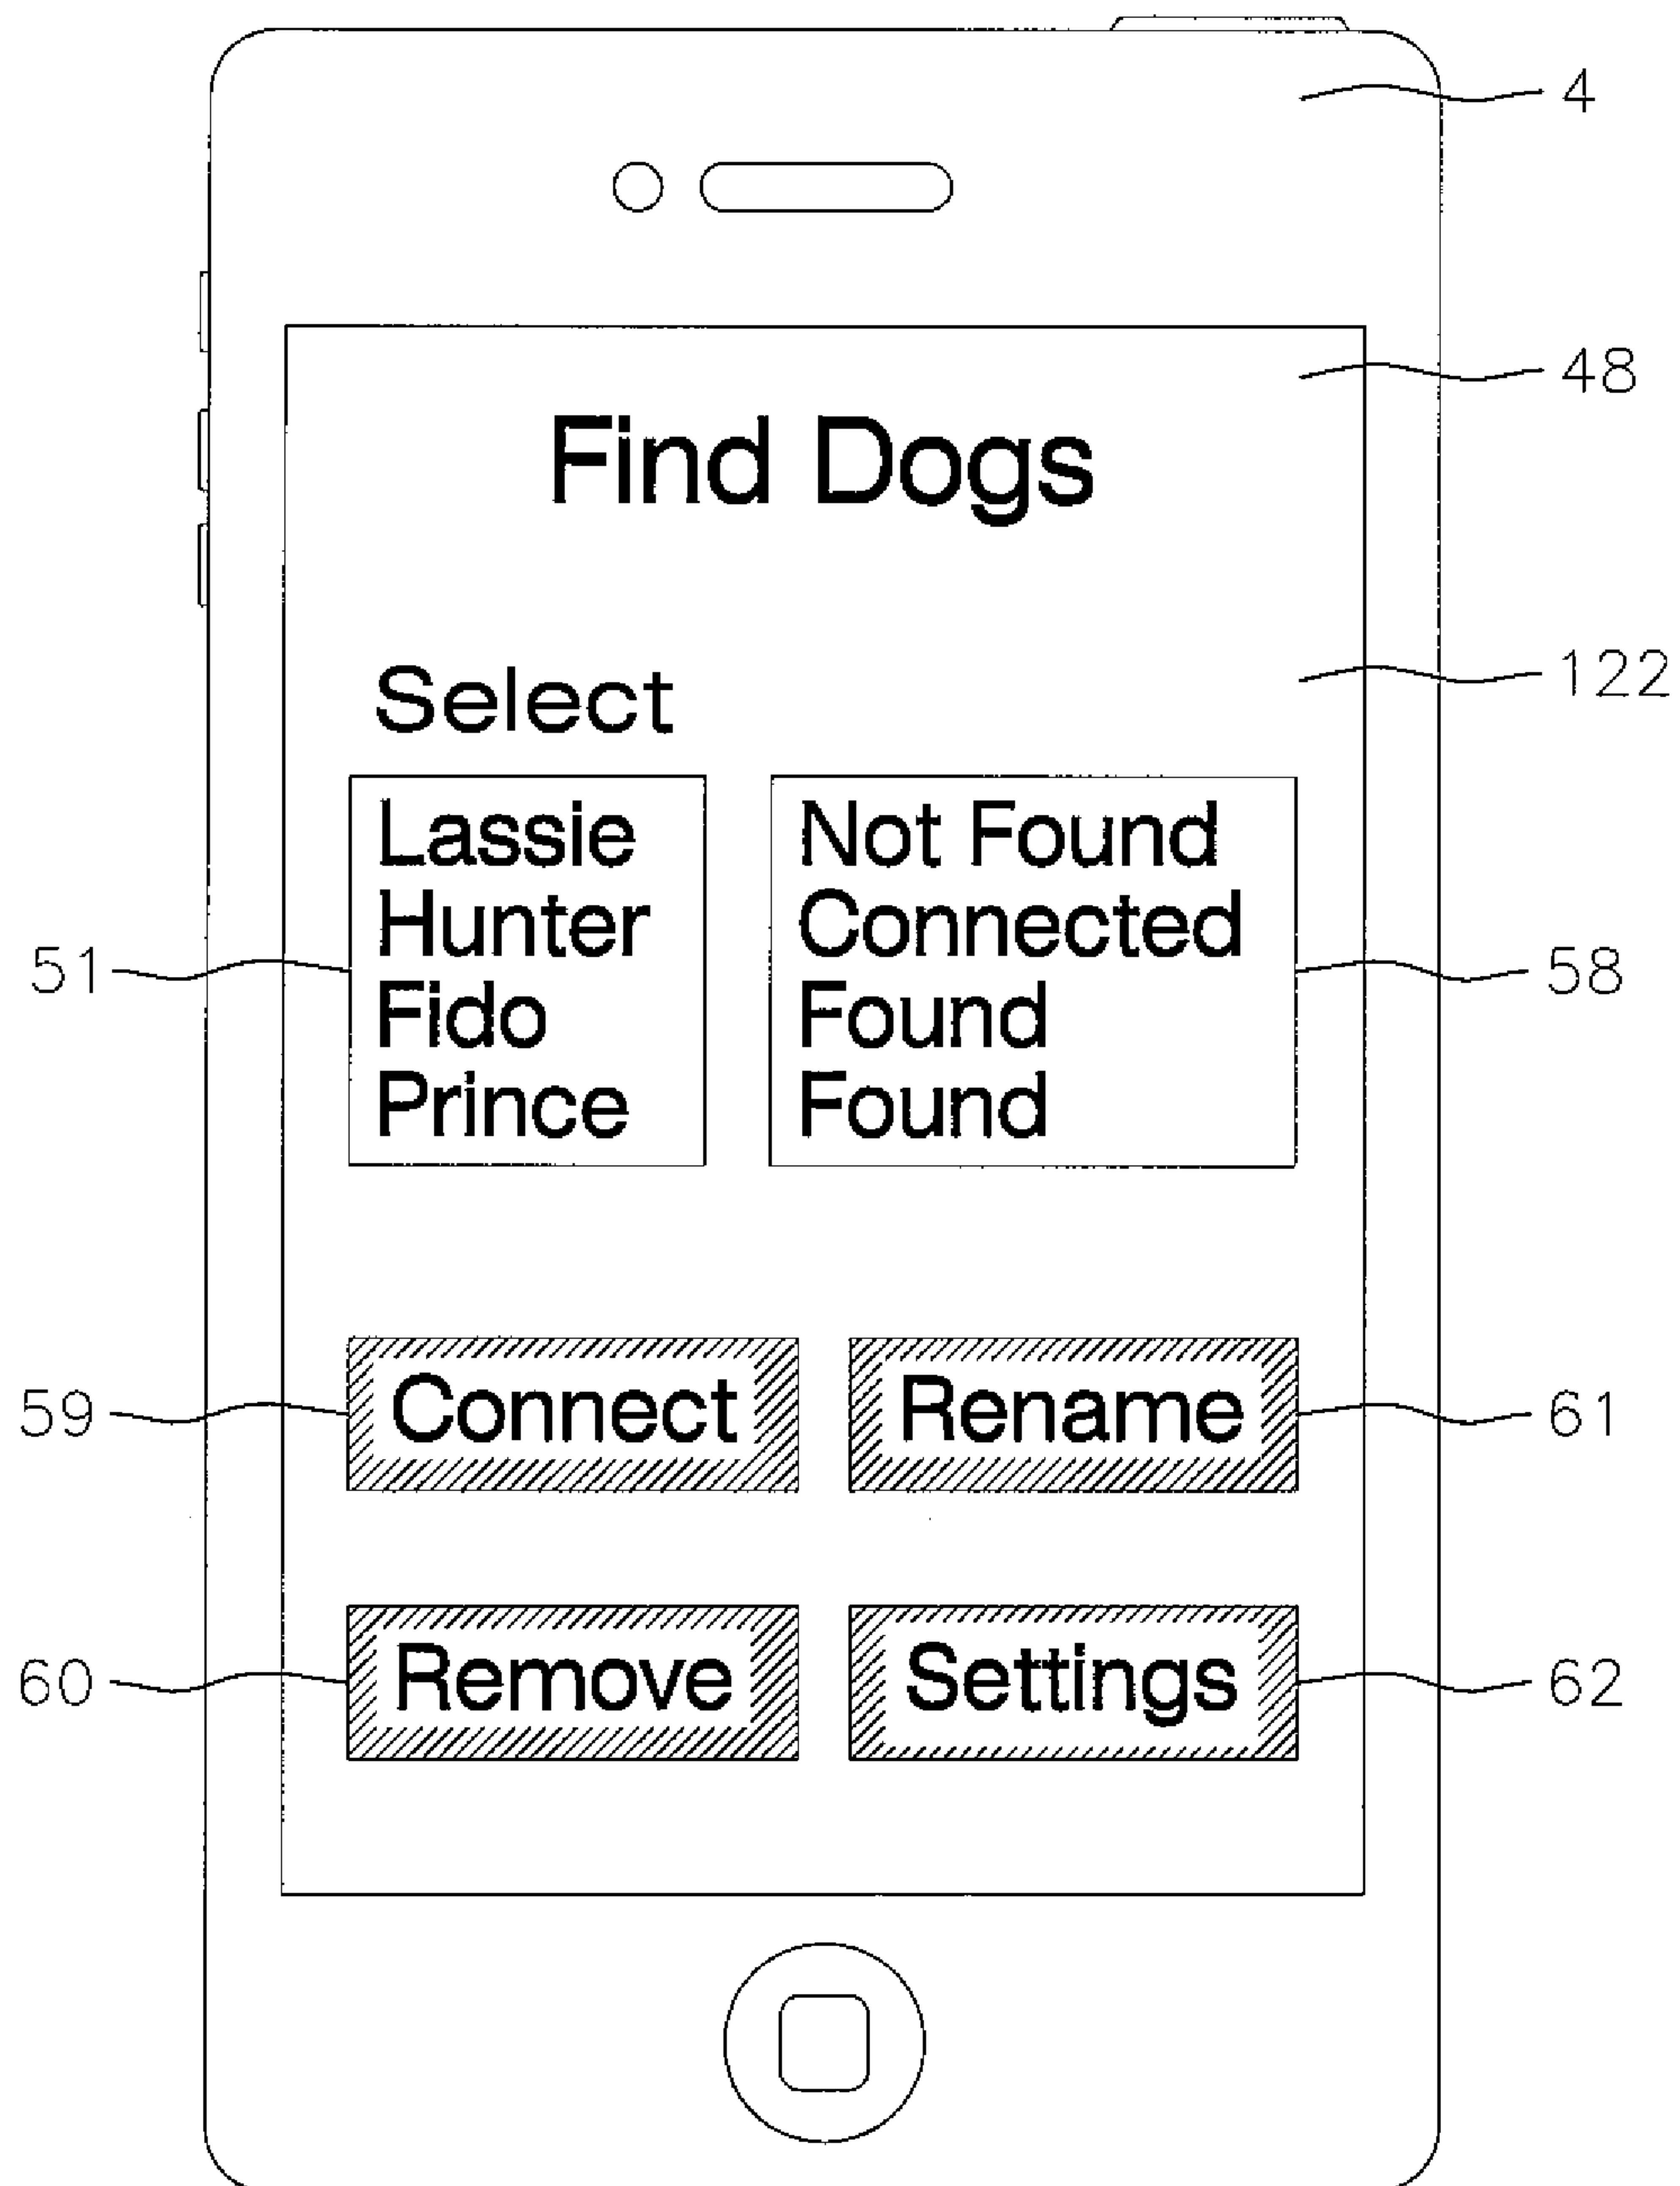 4
48
Find Dogs
122
Select
Lassie Not Found
Hunter Connected
51 58
Fido Found
Prince Found
59 Connect Rename 61
60 Remove Settings 62